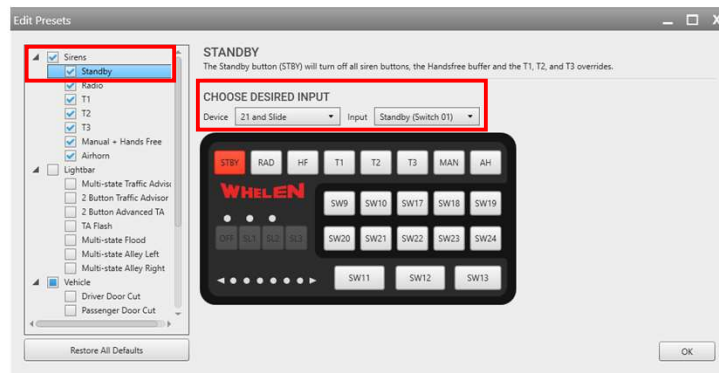 Edit Presets
Sirens
Standby
Radio
T1
T2
T3
Manual + Hands Free
Airhorn
Lightbar
Multi-state Traffic Adviso
2 Button Traffic Advisor
2 Button Advanced TA
TA Flash
Multi-state Flood
Multi-state Alley Left
Multi-state Alley Right
Vehicle
Driver Door Cut
Passenger Door Cut
Restore All Defaults
STANDBY
The Standby button (STBY) will turn off all siren buttons, the Handsfree buffer and the T1, T2, and T3 overrides.
CHOOSE DESIRED INPUT
Device 21 and Slide Input Standby (Switch 01)
STBY RAD HF T1 T2 T3 MAN AH
WHELEN
SW9 SW10 SW17 SW18 SW19
OFF SL1 SL2 SL3 SW20 SW21 SW22 SW23 SW24
SW11 SW12 SW13
OK